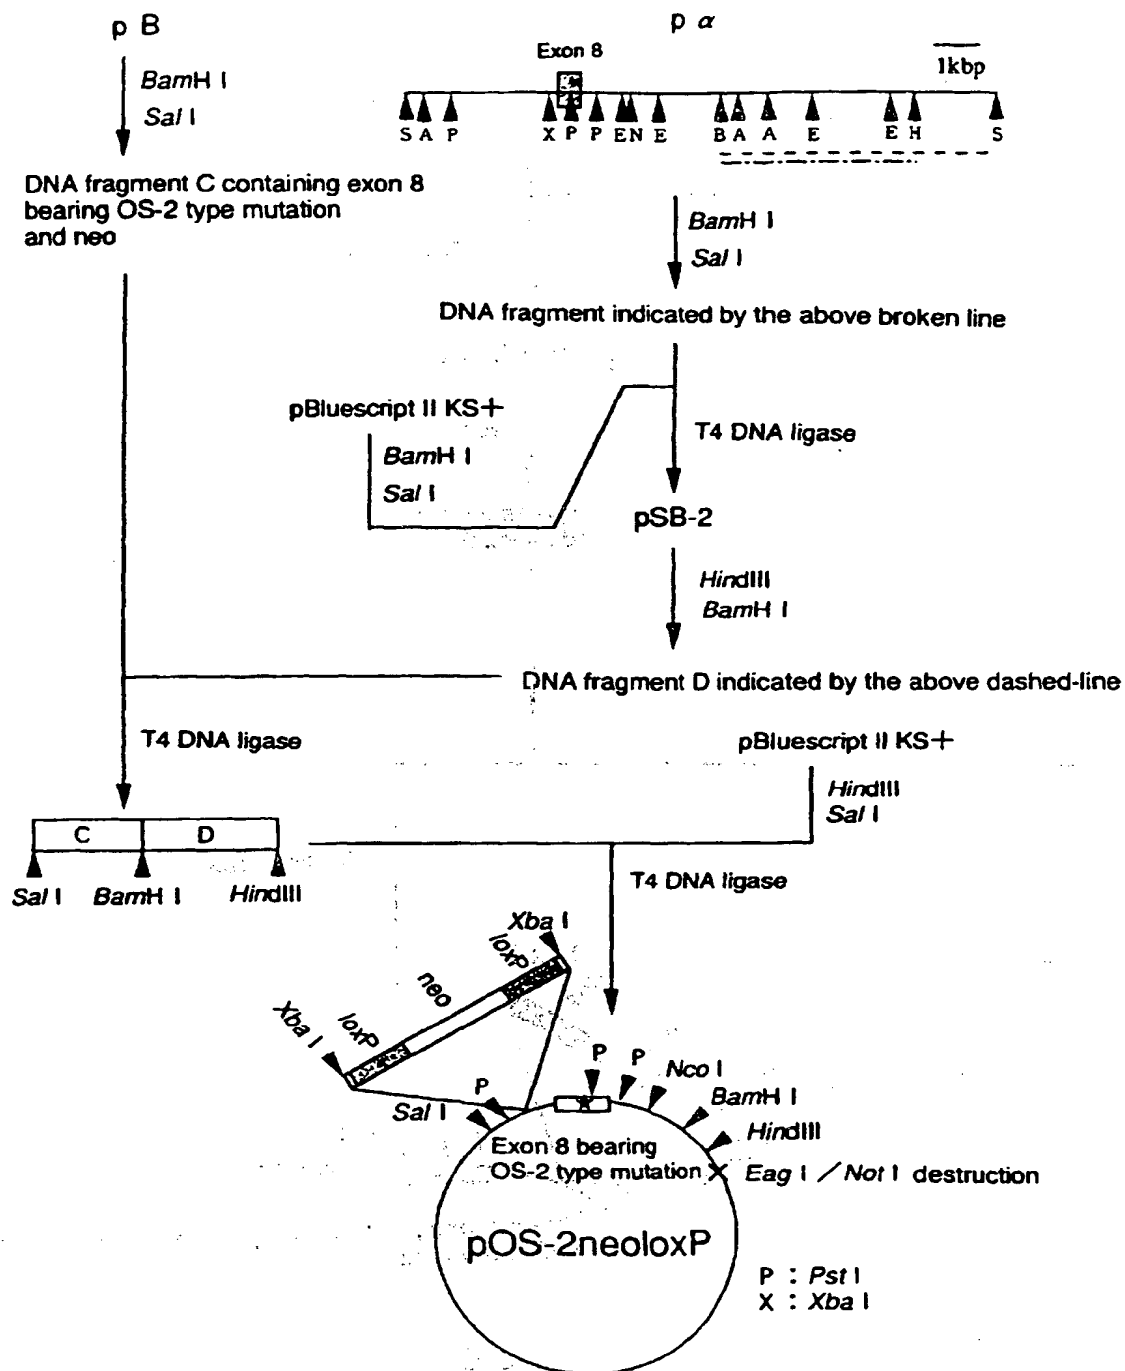 p B
BamH I
Sal I
DNA fragment C containing exon 8
bearing OS-2 type mutation
and neo
p α
Exon 8
1kbp
S A P X P P E N E B A A E E H S
BamH I
Sal I
DNA fragment indicated by the above broken line
pBluescript II KS+
BamH I
Sal I
T4 DNA ligase
pSB-2
HindIII
BamH I
DNA fragment D indicated by the above dashed-line
T4 DNA ligase
pBluescript II KS+
HindIII
Sal I
C D
Sal I BamH I HindIII
T4 DNA ligase
Xba I
loxP
neo
loxP
Xba I
Sal I
P
P
P
Nco I
BamH I
HindIII
Exon 8 bearing
OS-2 type mutation
Eag I / Not I destruction
pOS-2neoloxP
P : Pst I
X : Xba I